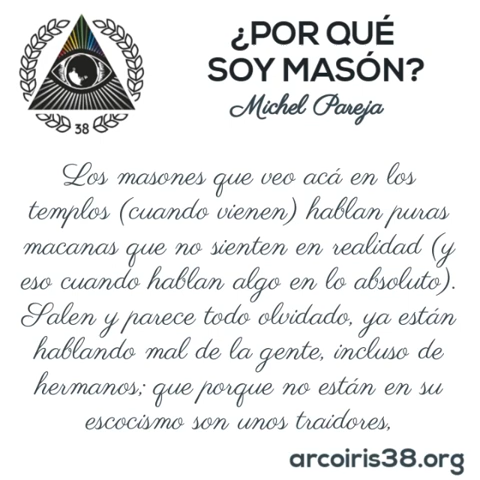 ¿POR QUÉ
SOY MASÓN?
Michel Pareja
38
Los masones que veo acá en los
templos (cuando vienen) hablan puras
macanas que no sienten en realidad (y
eso cuando hablan algo en lo absoluto).
Salen y parece todo olvidado, ya están
hablando mal de la gente, incluso de
hermanos; que porque no están en su
escocismo son unos traidores,
arcoiris38.org